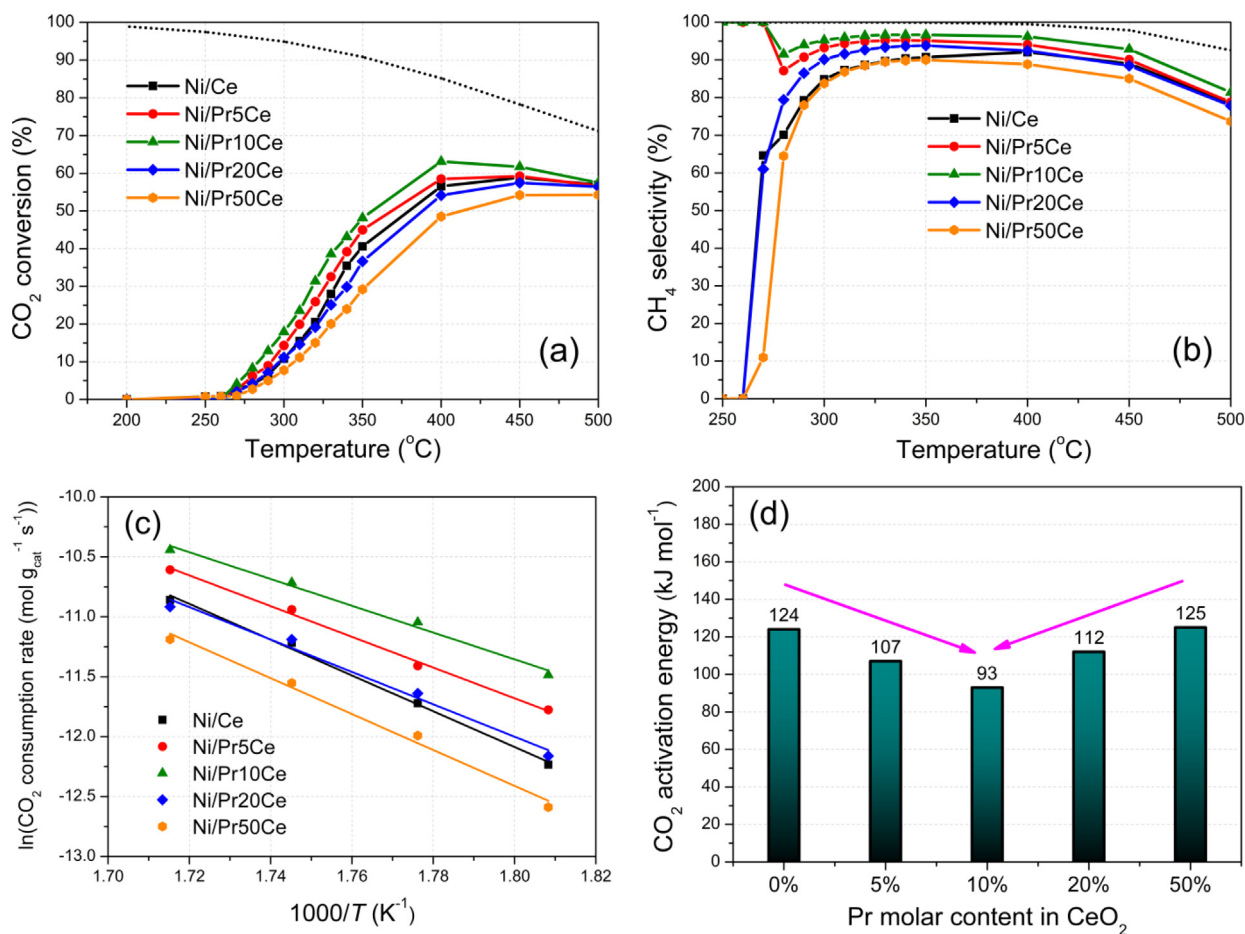 (a)
CO2 conversion (%)
100
90
80
70
60
50
40
30
20
10
0
Ni/Ce
Ni/Pr5Ce
Ni/Pr10Ce
Ni/Pr20Ce
Ni/Pr50Ce
200 250 300 350 400 450 500
Temperature (oC)
(b)
CH4 selectivity (%)
100
90
80
70
60
50
40
30
20
10
0
Ni/Ce
Ni/Pr5Ce
Ni/Pr10Ce
Ni/Pr20Ce
Ni/Pr50Ce
250 300 350 400 450 500
Temperature (oC)
(c)
ln(CO2 consumption rate (mol gcat-1 s-1))
-10.0
-10.5
-11.0
-11.5
-12.0
-12.5
-13.0
Ni/Ce
Ni/Pr5Ce
Ni/Pr10Ce
Ni/Pr20Ce
Ni/Pr50Ce
1.70 1.72 1.74 1.76 1.78 1.80 1.82
1000/T (K-1)
(d)
CO2 activation energy (kJ mol-1)
200
180
160
140
120
100
80
60
40
20
0
124 107 93 112 125
0% 5% 10% 20% 50%
Pr molar content in CeO2